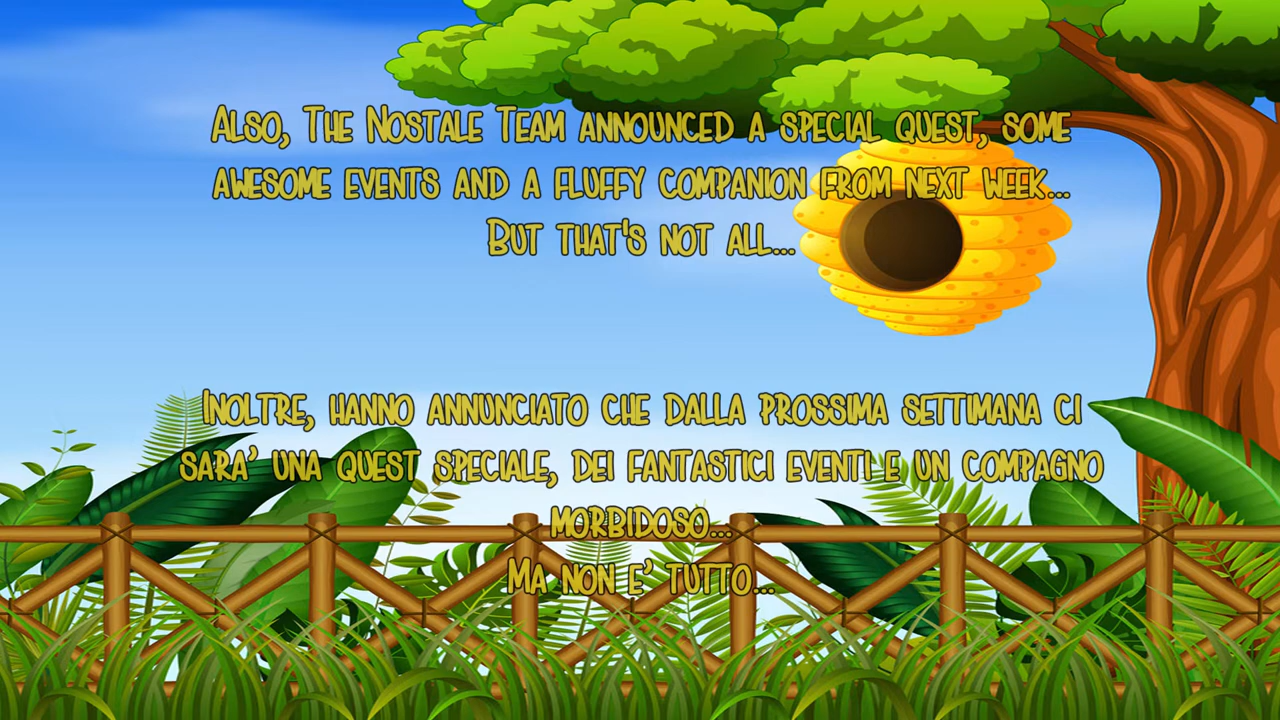 Also, The Nostale Team announced a special quest, some
awesome events and a fluffy companion from next week...
But that's not all...
Inoltre, hanno annunciato che dalla prossima settimana ci
sara' una quest speciale, dei fantastici eventi e un compagno
morbidoso...
Ma non e' tutto...